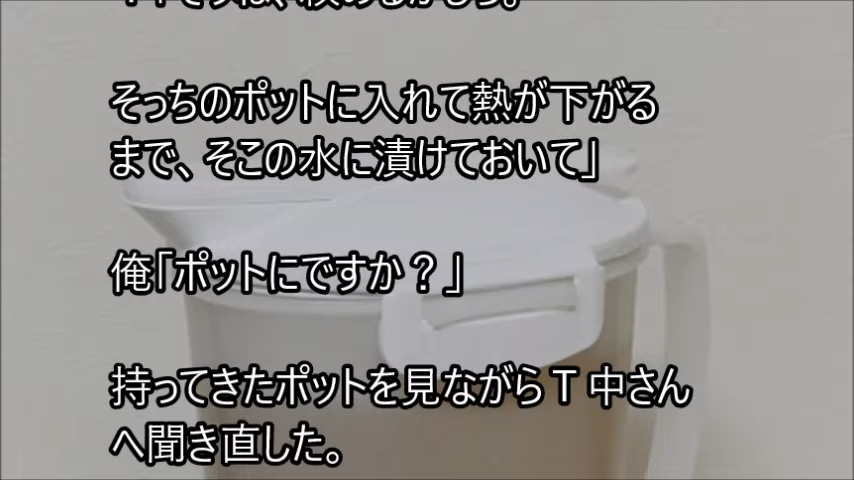 そっちのポットに入れて熱が下がる
まで、そこの水に漬けておいて」
俺「ポットにですか？」
持ってきたポットを見ながらＴ中さん
へ聞き直した。